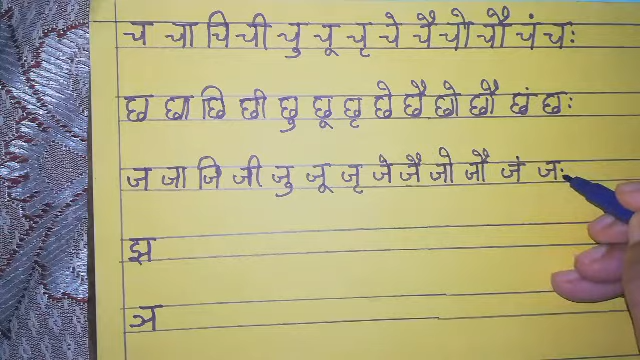 च चा चि ची चु चू चृ चे चै चो चौ चं चः
छ छा छि छी छु छू छृ छे छै छो छौ छं छः
ज जा जि जी जु जू जृ जे जै जो जौ जं जः
झ
ञ